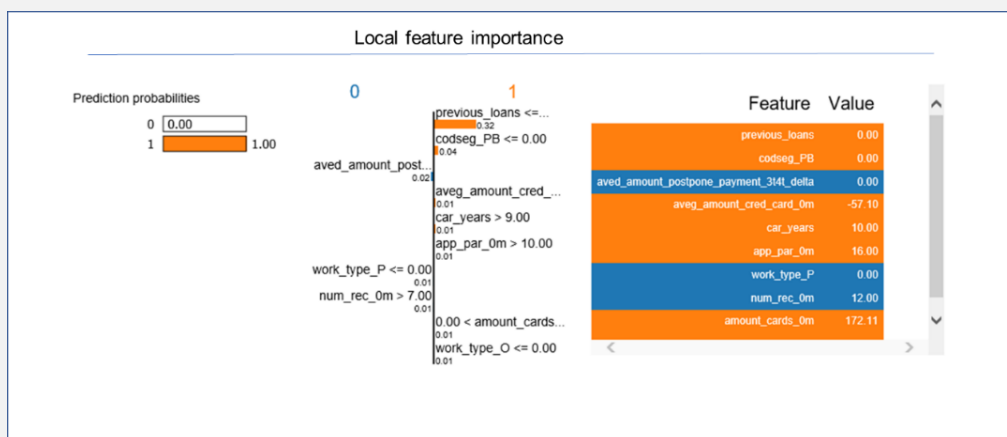 Local feature importance
Prediction probabilities
0 0.00
1 1.00
0 1
previous_loans <=...
0.32
codseg_PB <= 0.00
0.04
aved_amount_post...
0.02
aveg_amount_cred_...
0.01
car_years > 9.00
0.01
app_par_0m > 10.00
0.01
work_type_P <= 0.00
0.01
num_rec_0m > 7.00
0.01
0.00 < amount_cards...
0.01
work_type_O <= 0.00
0.01
Feature Value
previous_loans 0.00
codseg_PB 0.00
aved_amount_postpone_payment_3t4t_delta 0.00
aveg_amount_cred_card_0m -57.10
car_years 10.00
app_par_0m 16.00
work_type_P 0.00
num_rec_0m 12.00
amount_cards_0m 172.11